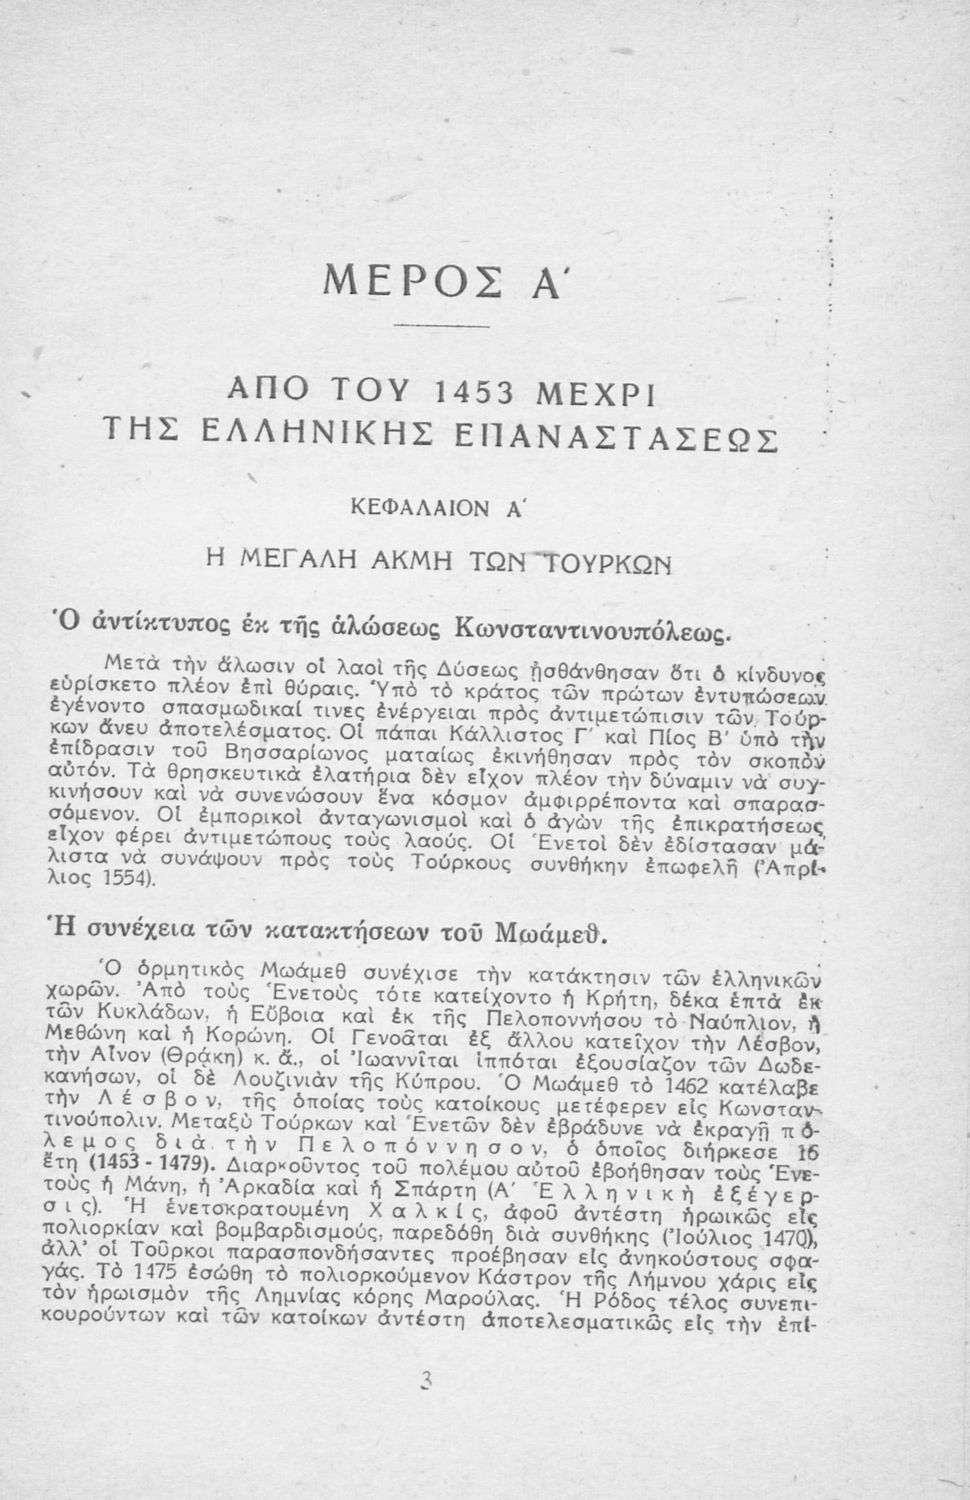 ΜΕΡΟΣ Α΄
ΑΠΟ ΤΟΥ 1453 ΜΕΧΡΙ
ΤΗΣ ΕΛΛΗΝΙΚΗΣ ΕΠΑΝΑΣΤΑΣΕΩΣ
ΚΕΦΑΛΑΙΟΝ Α΄
Η ΜΕΓΑΛΗ ΑΚΜΗ ΤΩΝ ΤΟΥΡΚΩΝ
Ὁ ἀντίκτυπος ἐκ τῆς ἁλώσεως Κωνσταντινουπόλεως.
Μετὰ τὴν ἅλωσιν οἱ λαοὶ τῆς Δύσεως ᾐσθάνθησαν ὅτι ὁ κίνδυνος
εὑρίσκετο πλέον ἐπὶ θύραις. Ὑπὸ τὸ κράτος τῶν πρώτων ἐντυπώσεων
ἐγένοντο σπασμωδικαί τινες ἐνέργειαι πρὸς ἀντιμετώπισιν τῶν Τούρ-
κων ἄνευ ἀποτελέσματος. Οἱ πάπαι Κάλλιστος Γ΄ καὶ Πίος Β΄ ὑπὸ τὴν
ἐπίδρασιν τοῦ Βησσαρίωνος ματαίως ἐκινήθησαν πρὸς τὸν σκοπὸν
αὐτόν. Τὰ θρησκευτικὰ ἐλατήρια δὲν εἶχον πλέον τὴν δύναμιν νὰ συγ-
κινήσουν καὶ νὰ συνενώσουν ἕνα κόσμον ἀμφιρρέποντα καὶ σπαρασ-
σόμενον. Οἱ ἐμπορικοὶ ἀνταγωνισμοὶ καὶ ὁ ἀγὼν τῆς ἐπικρατήσεως
εἶχον φέρει ἀντιμετώπους τοὺς λαούς. Οἱ Ἑνετοὶ δὲν ἐδίστασαν μά-
λιστα νὰ συνάψουν πρὸς τοὺς Τούρκους συνθήκην ἐπωφελῆ (Ἀπρί-
λιος 1554).
Ἡ συνέχεια τῶν κατακτήσεων τοῦ Μωάμεθ.
Ὁ ὁρμητικὸς Μωάμεθ συνέχισε τὴν κατάκτησιν τῶν ἑλληνικῶν
χωρῶν. Ἀπὸ τοὺς Ἑνετοὺς τότε κατείχοντο ἡ Κρήτη, δέκα ἑπτὰ ἐκ
τῶν Κυκλάδων, ἡ Εὔβοια καὶ ἐκ τῆς Πελοποννήσου τὸ Ναύπλιον, ἡ
Μεθώνη καὶ ἡ Κορώνη. Οἱ Γενοᾶται ἐξ ἄλλου κατεῖχον τὴν Λέσβον,
τὴν Αἶνον (Θρᾴκη) κ. ἄ., οἱ Ἰωαννῖται ἱππόται ἐξουσίαζον τῶν Δωδε-
κανήσων, οἱ δὲ Λουζινιὰν τῆς Κύπρου. Ὁ Μωάμεθ τὸ 1462 κατέλαβε
τὴν Λέσβον, τῆς ὁποίας τοὺς κατοίκους μετέφερεν εἰς Κωνσταν-
τινούπολιν. Μεταξὺ Τούρκων καὶ Ἑνετῶν δὲν ἐβράδυνε νὰ ἐκραγῇ πό-
λεμος διὰ τὴν Πελοπόννησον, ὁ ὁποῖος διήρκεσε 16
ἔτη (1453 - 1479). Διαρκοῦντος τοῦ πολέμου αὐτοῦ ἐβοήθησαν τοὺς Ἑνε-
τοὺς ἡ Μάνη, ἡ Ἀρκαδία καὶ ἡ Σπάρτη (Α΄ Ἑλληνικὴ ἐξέγερ-
σις). Ἡ ἑνετοκρατουμένη Χαλκίς, ἀφοῦ ἀντέστη ἡρωικῶς εἰς
πολιορκίαν καὶ βομβαρδισμούς, παρεδόθη διὰ συνθήκης (Ἰούλιος 1470),
ἀλλ' οἱ Τοῦρκοι παρασπονδήσαντες προέβησαν εἰς ἀνηκούστους σφα-
γάς. Τὸ 1475 ἐσώθη τὸ πολιορκούμενον Κάστρον τῆς Λήμνου χάρις εἰς
τὸν ἡρωισμὸν τῆς Λημνίας κόρης Μαρούλας. Ἡ Ρόδος τέλος συνεπι-
κουρούντων καὶ τῶν κατοίκων ἀντέστη ἀποτελεσματικῶς εἰς τὴν ἐπί-
3